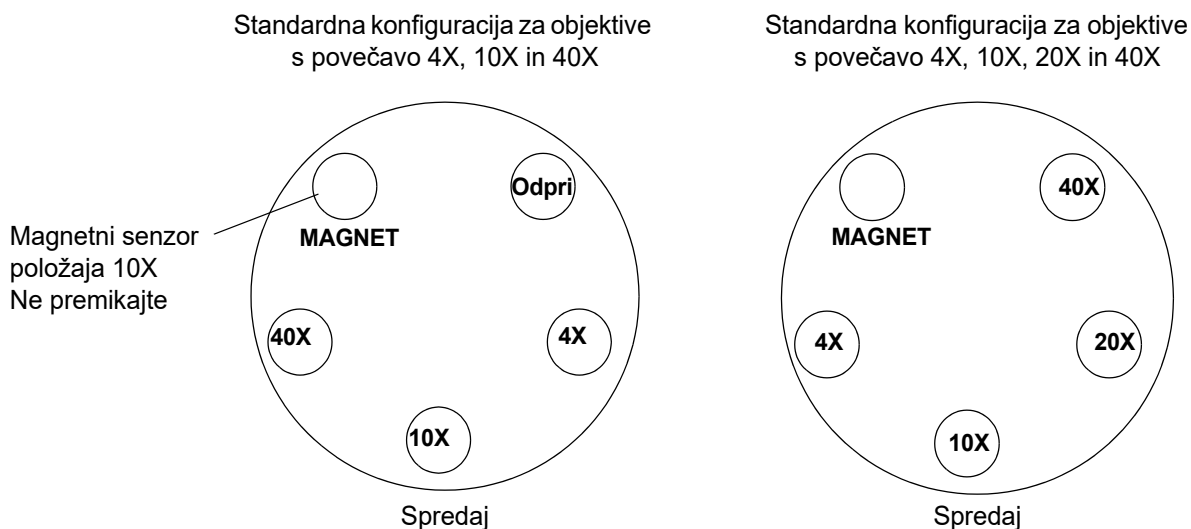 Standardna konfiguracija za objektive
s povečavo 4X, 10X in 40X
Odpri
MAGNET
Magnetni senzor
položaja 10X
Ne premikajte
40X
4X
10X
Spredaj
Standardna konfiguracija za objektive
s povečavo 4X, 10X, 20X in 40X
40X
MAGNET
4X
20X
10X
Spredaj